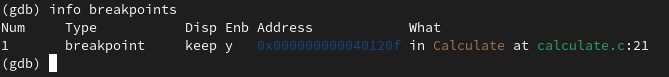 (gdb) info breakpoints
Num Type Disp Enb Address What
1 breakpoint keep y 0x000000000040120f in Calculate at calculate.c:21
(gdb)